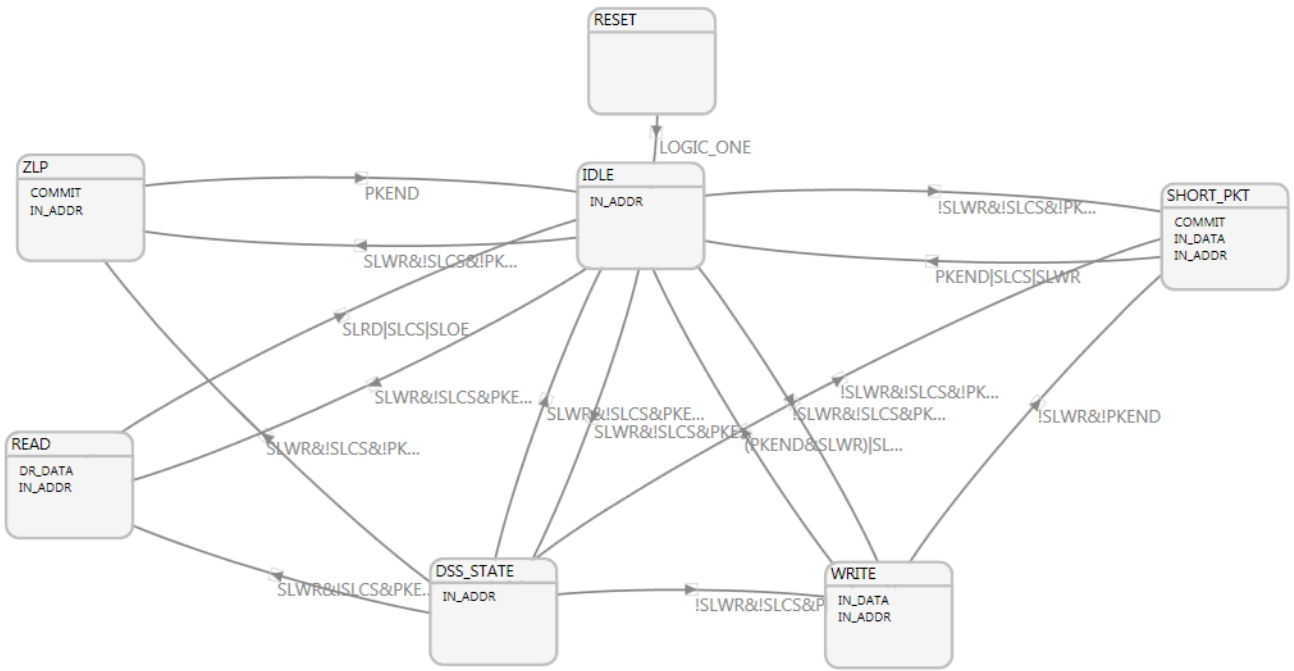 RESET
LOGIC_ONE
ZLP
COMMIT
IN_ADDR
PKEND
IDLE
IN_ADDR
!SLWR&!SLCS&!PK...
SHORT_PKT
COMMIT
IN_DATA
IN_ADDR
SLWR&!SLCS&!PK...
PKEND|SLCS|SLWR
SLRD|SLCS|SLOE
SLWR&!SLCS&PKE...
!SLWR&!SLCS&!PK...
SLWR&!SLCS&PKE...
!SLWR&!SLCS&PK...
!SLWR&!PKEND
SLWR&!SLCS&PKE
(PKEND&SLWR)|SL...
SLWR&!SLCS&!PK...
READ
DR_DATA
IN_ADDR
DSS_STATE
IN_ADDR
SLWR&!SLCS&PKE...
!SLWR&!SLCS&P
WRITE
IN_DATA
IN_ADDR